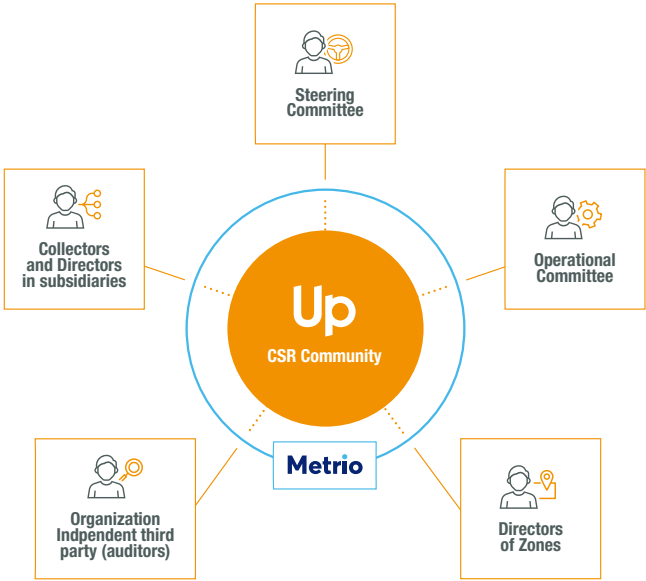 Steering
Committee
Collectors
and Directors
in subsidiaries
Operational
Committee
Up
CSR Community
Metrio
Organization
Indpendent third
party (auditors)
Directors
of Zones